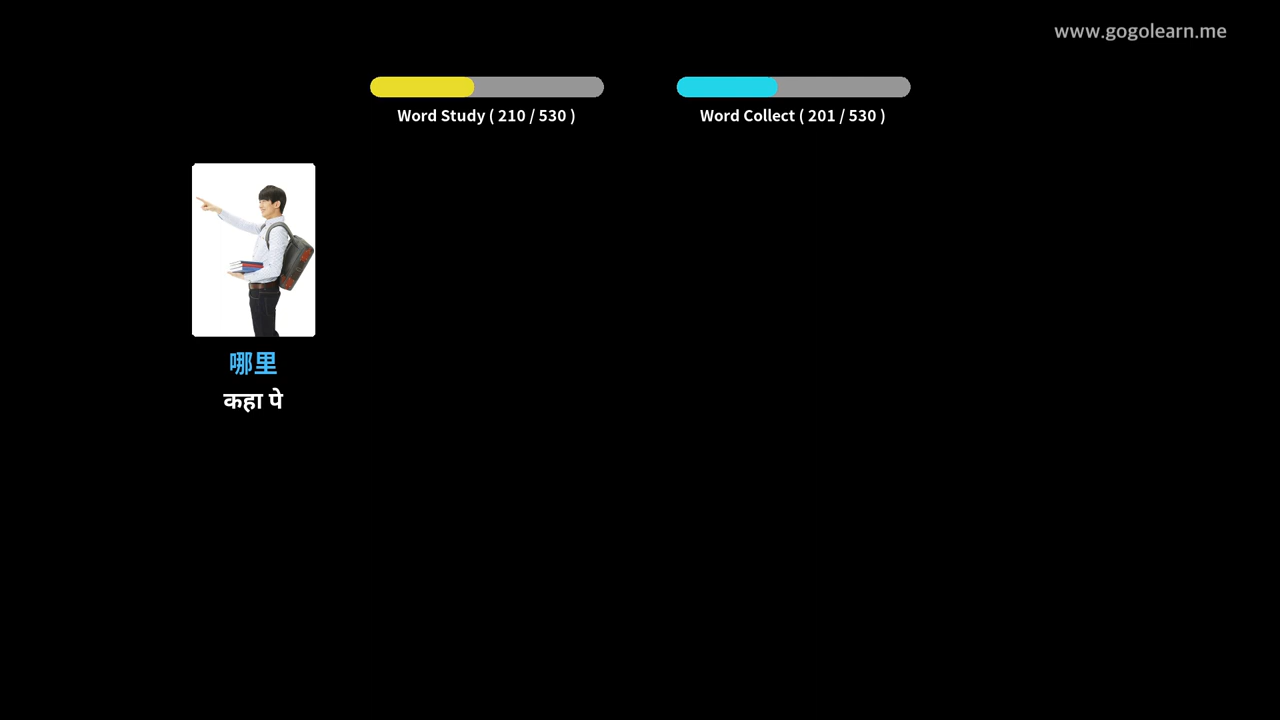 www.gogolearn.me
Word Study ( 210 / 530 )
Word Collect ( 201 / 530 )
哪里
कहा पे